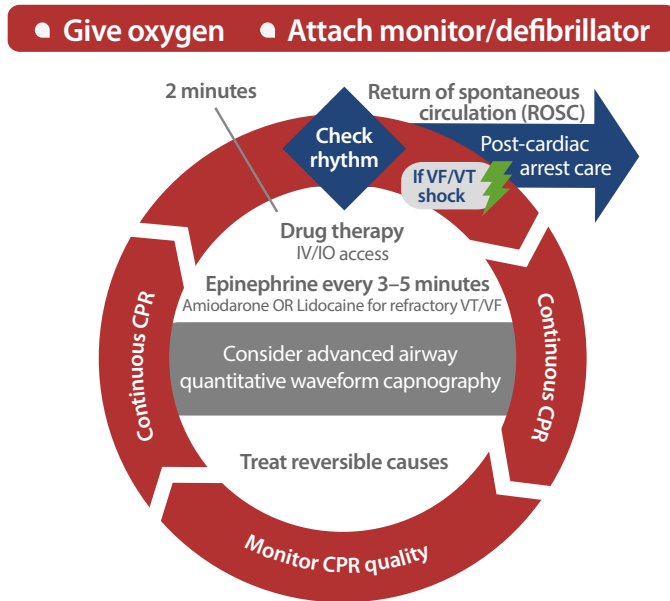 Give oxygen Attach monitor/defibrillator
2 minutes
Return of spontaneous
circulation (ROSC)
Check
rhythm
Post-cardiac
arrest care
If VF/VT
shock
Drug therapy
IV/IO access
Epinephrine every 3–5 minutes
Amiodarone OR Lidocaine for refractory VT/VF
Continuous CPR
Continuous CPR
Consider advanced airway
quantitative waveform capnography
Treat reversible causes
Monitor CPR quality